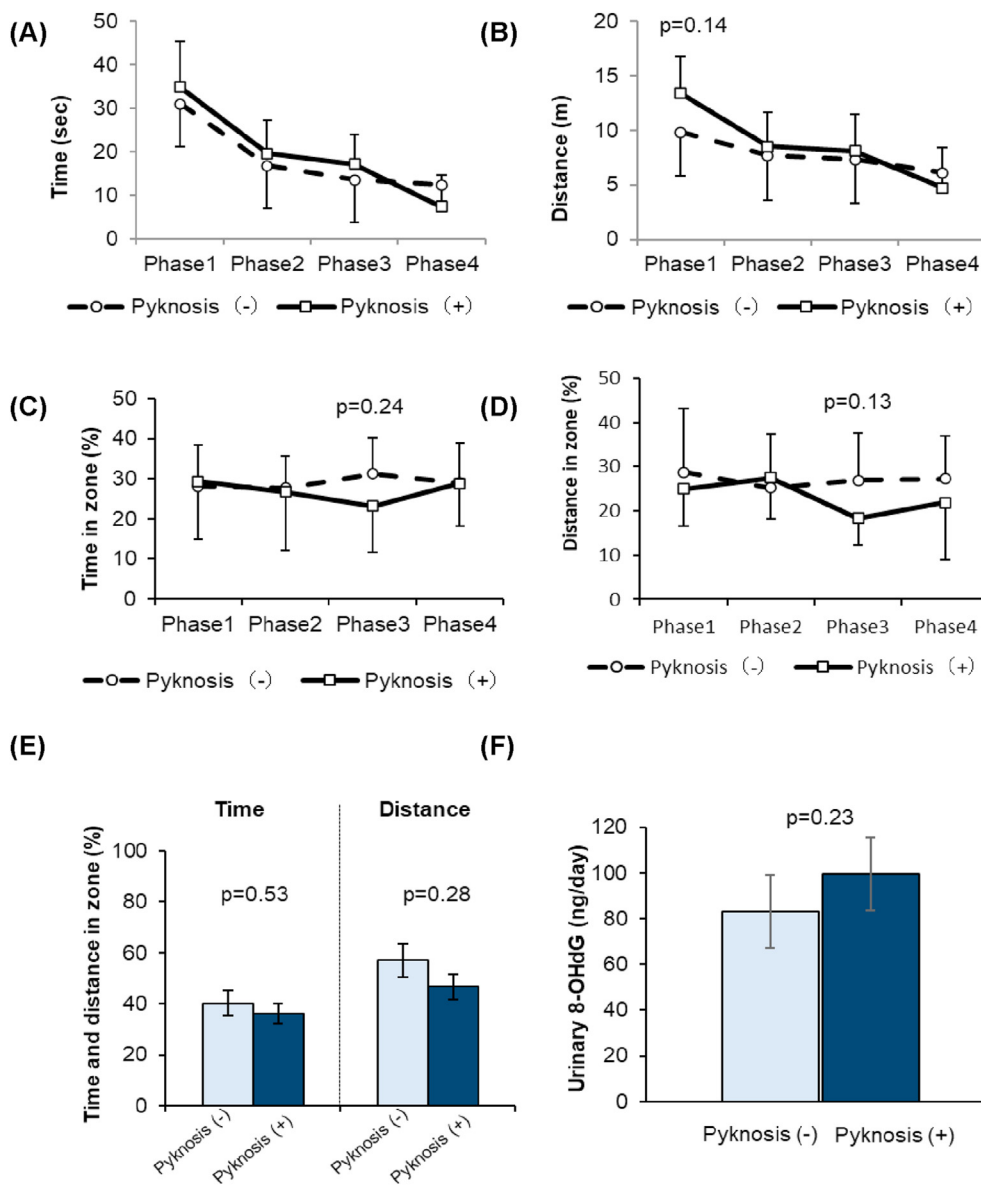 (A)
50
40
30
20
10
0
Time (sec)
Phase1 Phase2 Phase3 Phase4
Pyknosis （-） Pyknosis （+）
(B)
p=0.14
20
15
10
5
0
Distance (m)
Phase1 Phase2 Phase3 Phase4
Pyknosis （-） Pyknosis （+）
(C)
p=0.24
50
40
30
20
10
0
Time in zone (%)
Phase1 Phase2 Phase3 Phase4
Pyknosis （-） Pyknosis （+）
(D)
p=0.13
50
40
30
20
10
0
Distance in zone (%)
Phase1 Phase2 Phase3 Phase4
Pyknosis （-） Pyknosis （+）
(E)
Time Distance
100
80
60
40
20
0
Time and distance in zone (%)
p=0.53 p=0.28
Pyknosis (-) Pyknosis (+) Pyknosis (-) Pyknosis (+)
(F)
p=0.23
120
100
80
60
40
20
0
Urinary 8-OHdG (ng/day)
Pyknosis (-) Pyknosis (+)